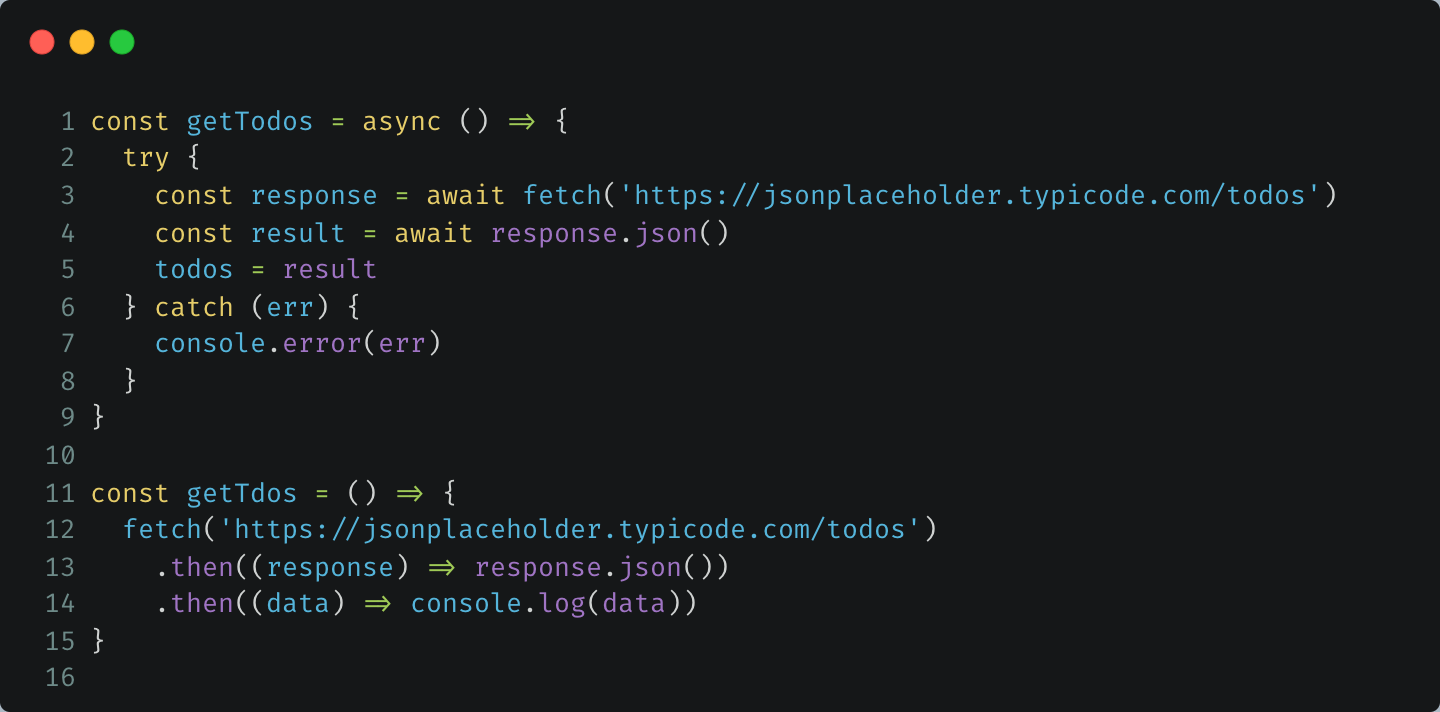 1 const getTodos = async () => {
2   try {
3     const response = await fetch('https://jsonplaceholder.typicode.com/todos')
4     const result = await response.json()
5     todos = result
6   } catch (err) {
7     console.error(err)
8   }
9 }
10
11 const getTdos = () => {
12   fetch('https://jsonplaceholder.typicode.com/todos')
13     .then((response) => response.json())
14     .then((data) => console.log(data))
15 }
16